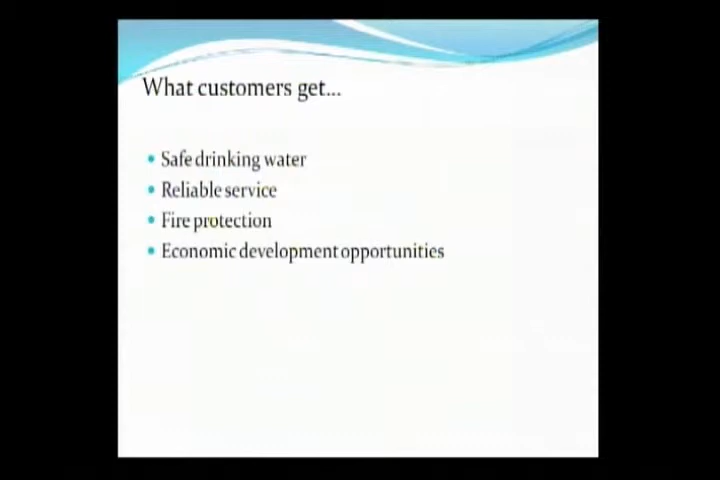 What customers get...
Safe drinking water
Reliable service
Fire protection
Economic development opportunities